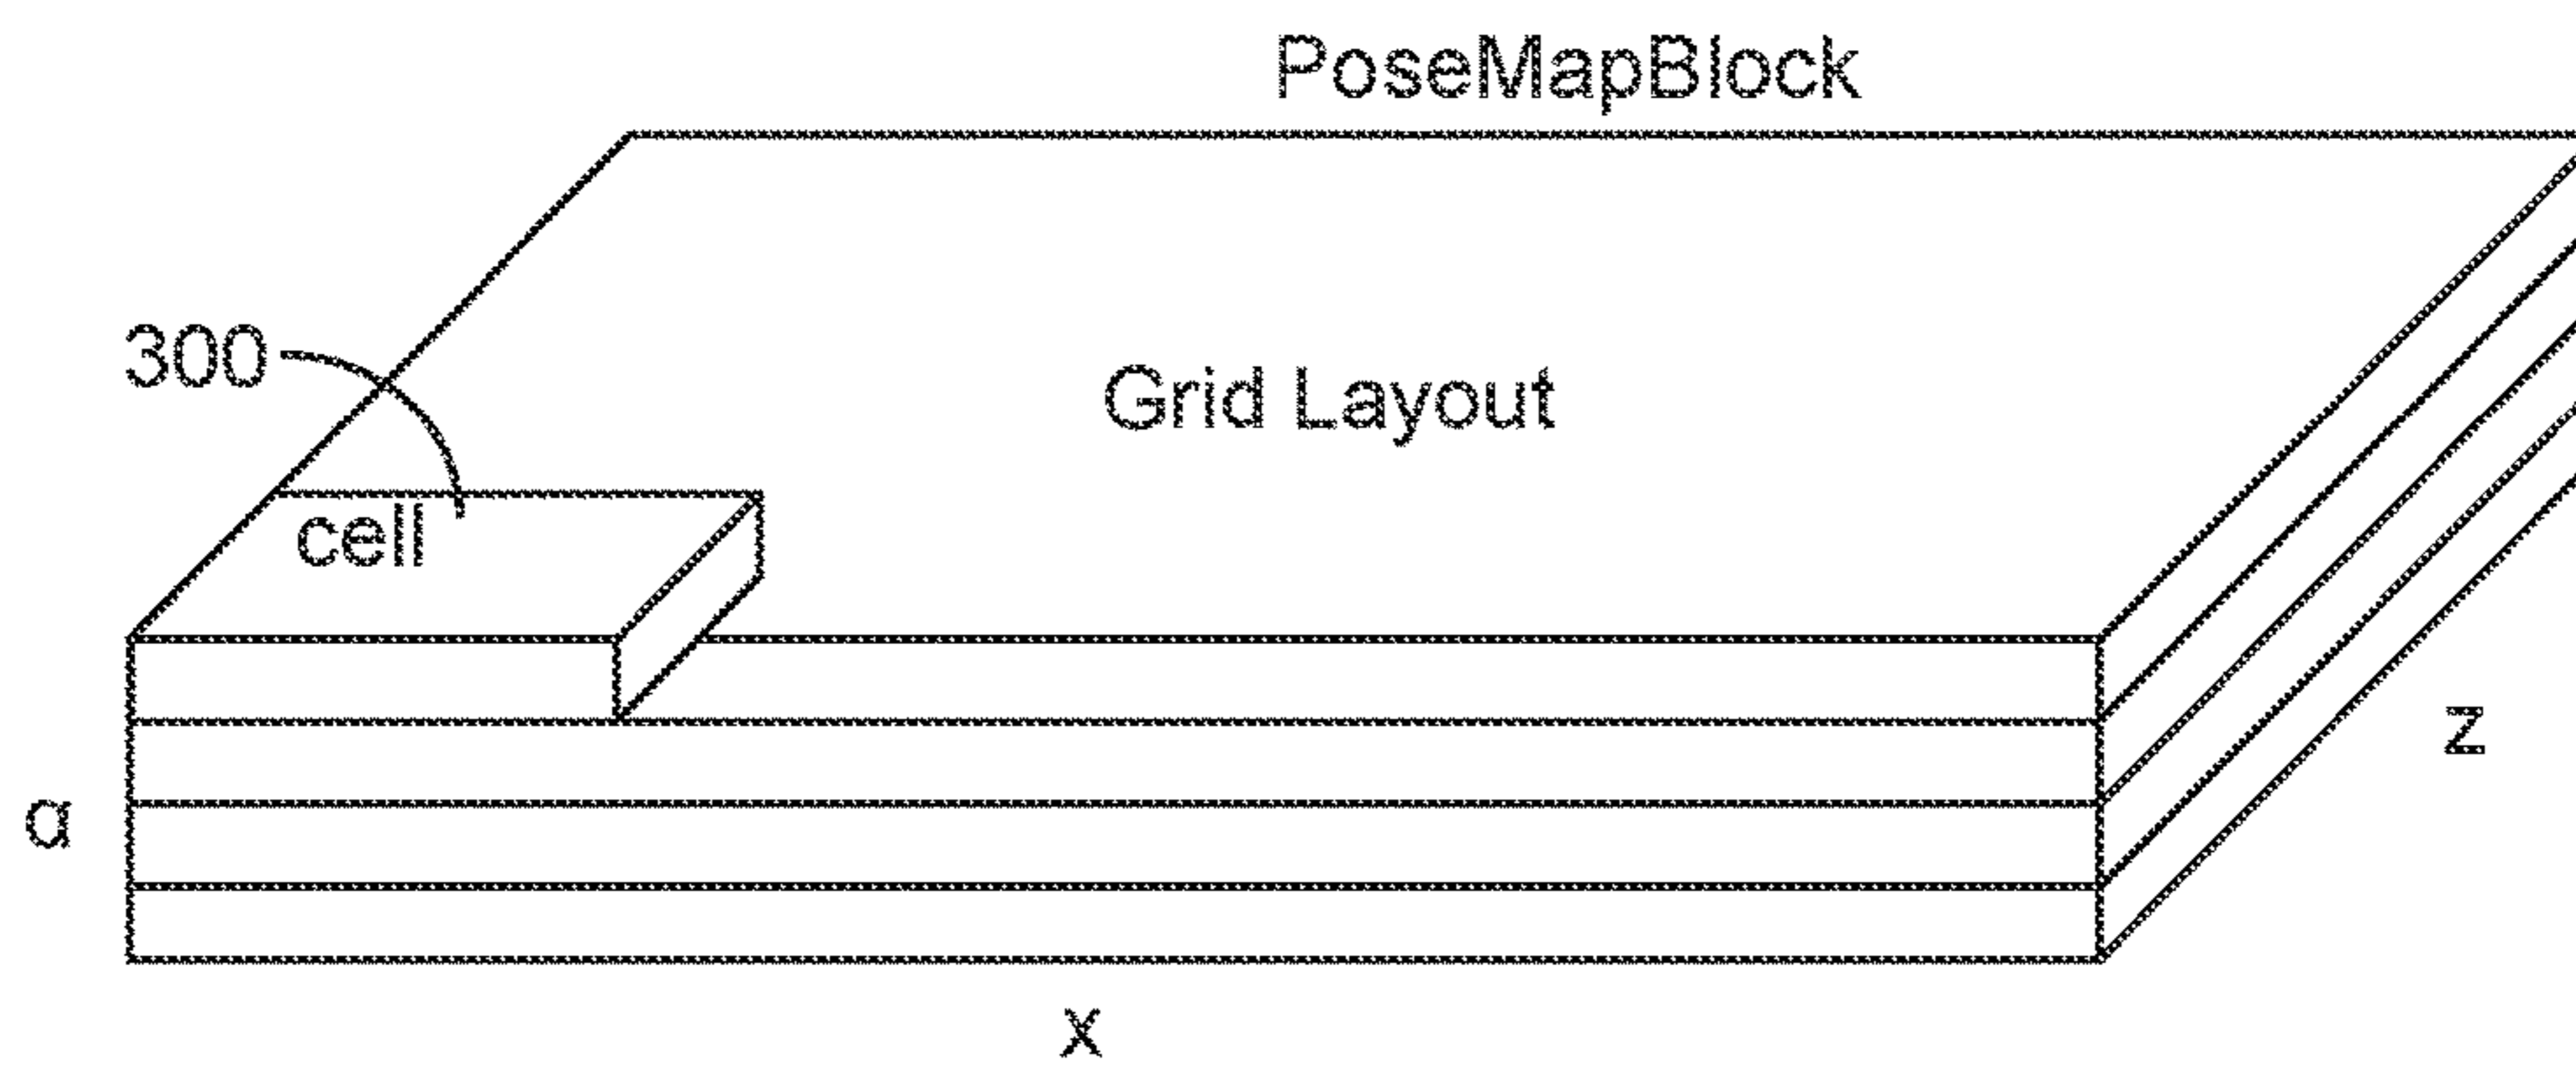 PoseMapBlock
300
Grid Layout
cell
z
α
x